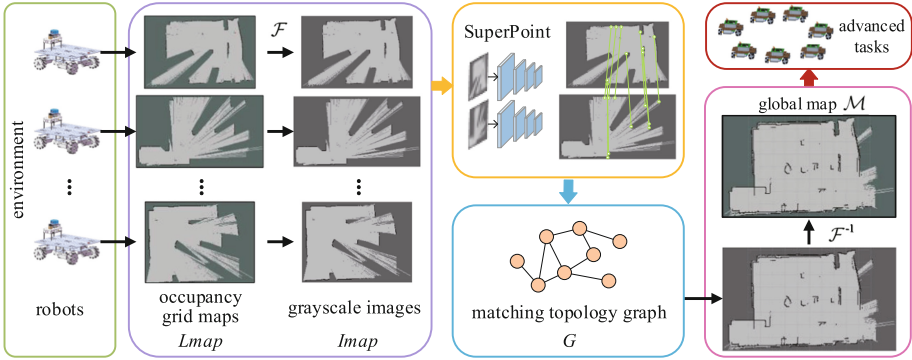 environment
robots
𝓕
occupancy
grid maps
Lmap
grayscale images
Imap
SuperPoint
matching topology graph
G
advanced
tasks
global map 𝓜
𝓕⁻¹